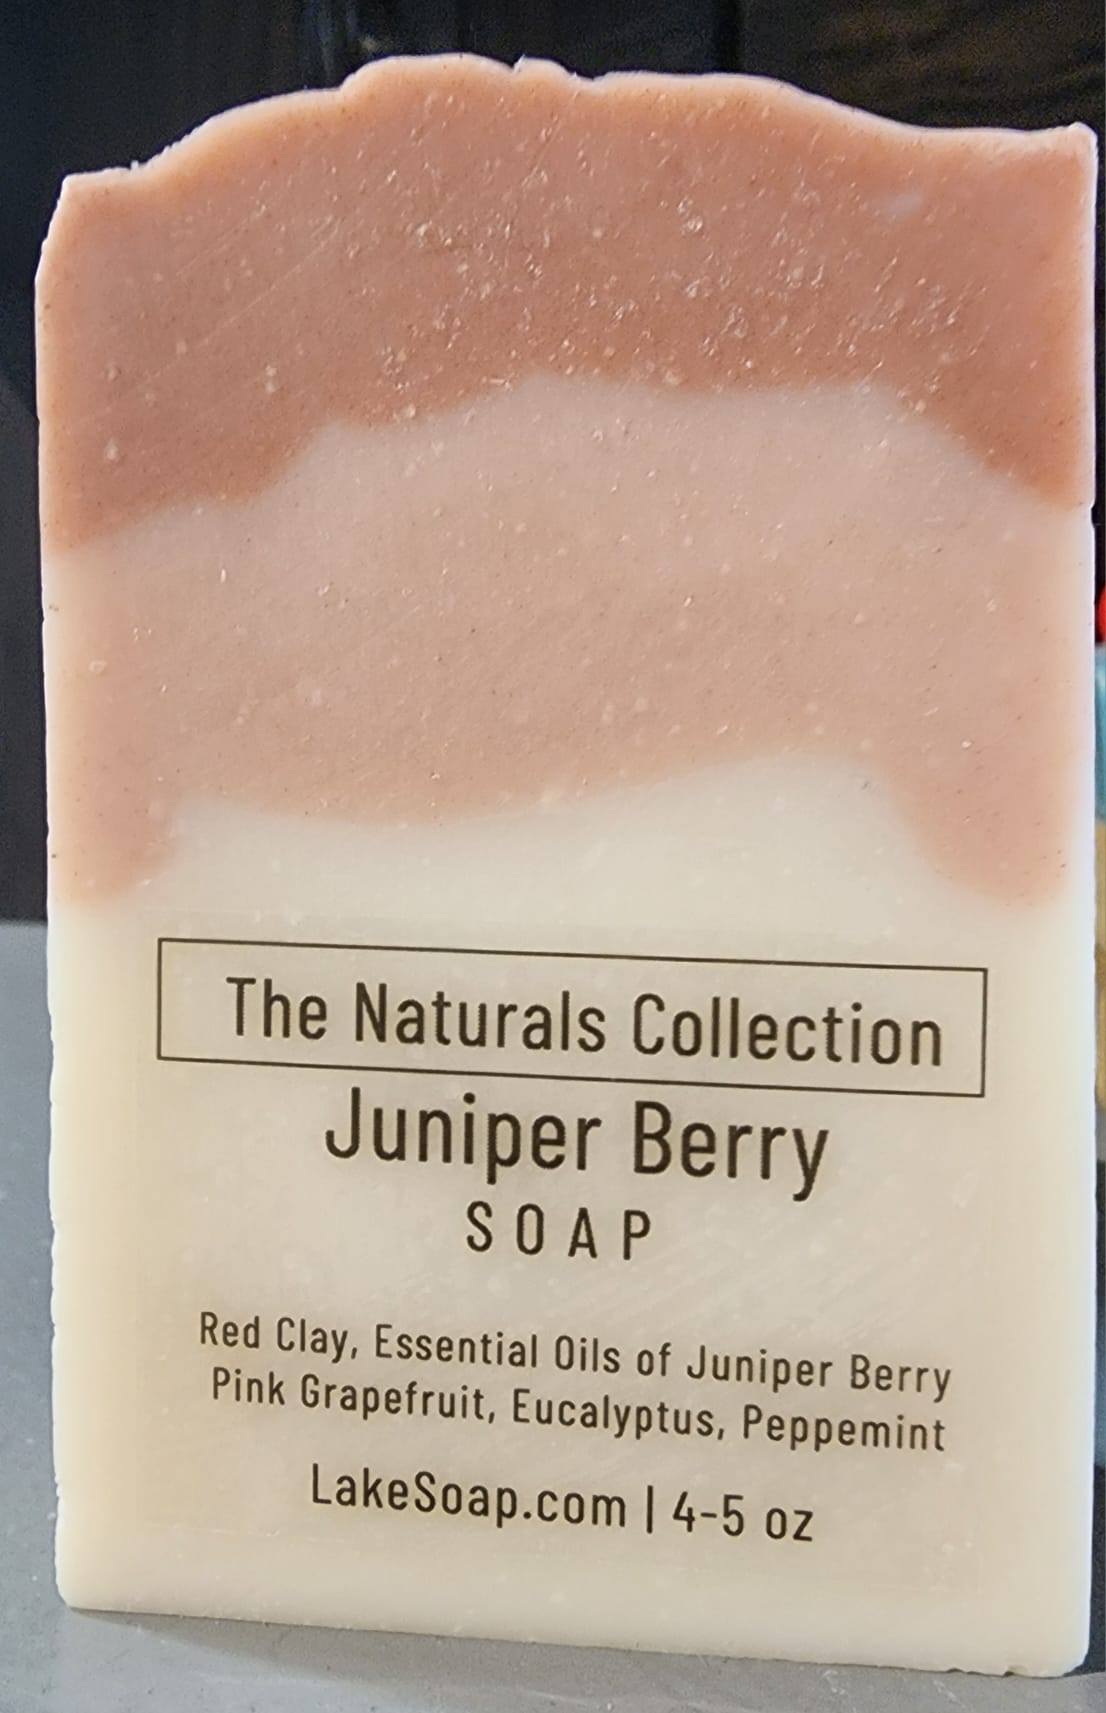 The Naturals Collection
Juniper Berry
SOAP
Red Clay, Essential Oils of Juniper Berry
Pink Grapefruit, Eucalyptus, Peppemint
LakeSoap.com | 4-5 oz